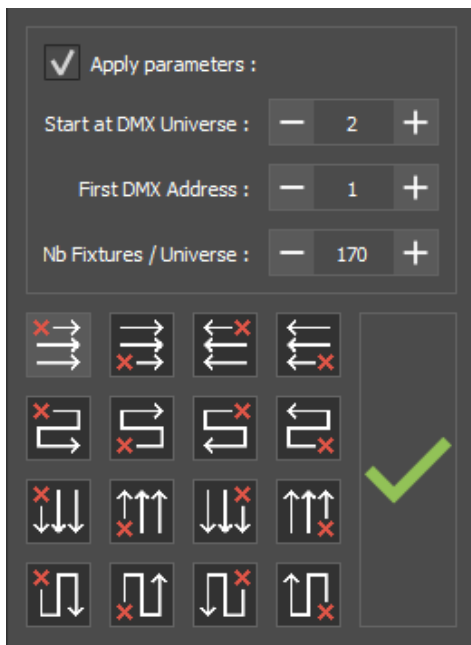 Apply parameters :
Start at DMX Universe : 2
First DMX Address : 1
Nb Fixtures / Universe : 170